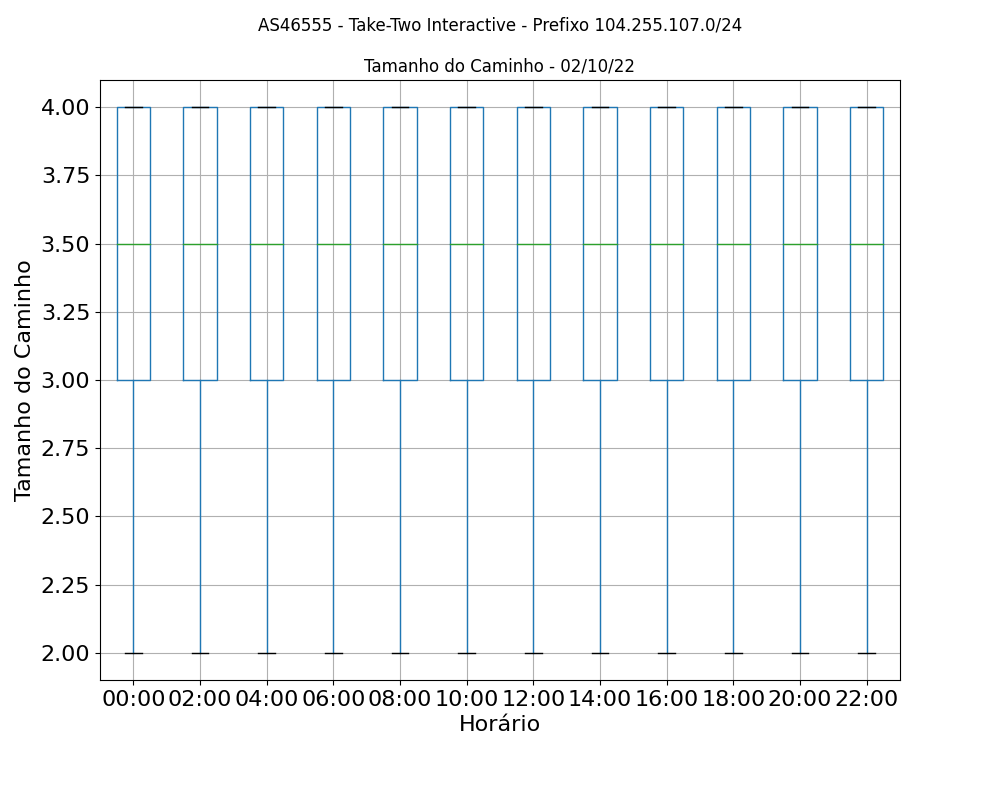 AS46555 - Take-Two Interactive - Prefixo 104.255.107.0/24
Tamanho do Caminho - 02/10/22
4.00
3.75
3.50
3.25
3.00
2.75
2.50
2.25
2.00
Tamanho do Caminho
00:00 02:00 04:00 06:00 08:00 10:00 12:00 14:00 16:00 18:00 20:00 22:00
Horário